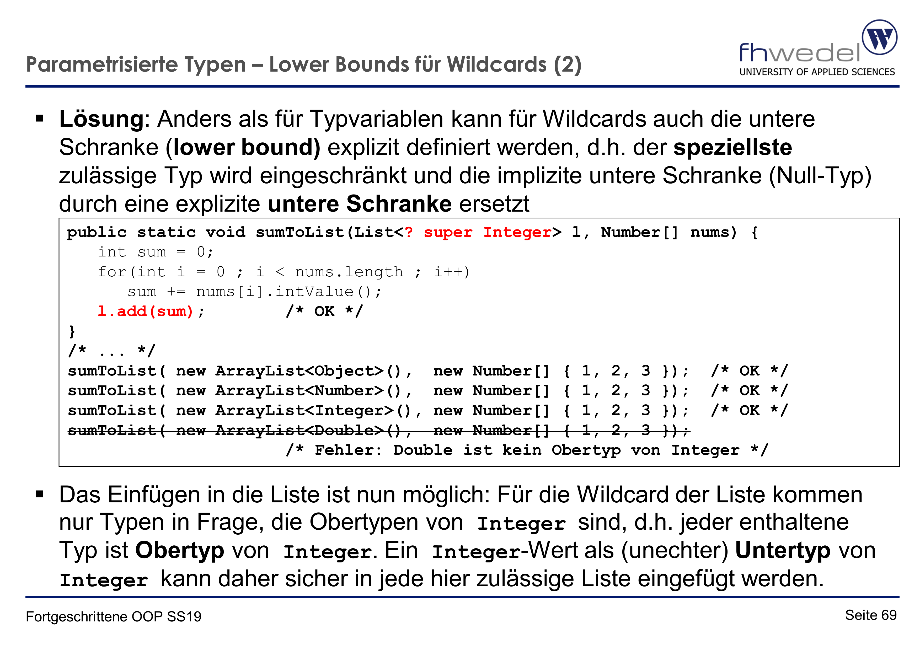 Parametrisierte Typen – Lower Bounds für Wildcards (2)
fhwedel
UNIVERSITY OF APPLIED SCIENCES
▪ Lösung: Anders als für Typvariablen kann für Wildcards auch die untere
Schranke (lower bound) explizit definiert werden, d.h. der speziellste
zulässige Typ wird eingeschränkt und die implizite untere Schranke (Null-Typ)
durch eine explizite untere Schranke ersetzt
public static void sumToList(List<? super Integer> l, Number[] nums) {
   int sum = 0;
   for(int i = 0 ; i < nums.length ; i++)
      sum += nums[i].intValue();
   l.add(sum);        /* OK */
}
/* ... */
sumToList( new ArrayList<Object>(),  new Number[] { 1, 2, 3 });  /* OK */
sumToList( new ArrayList<Number>(),  new Number[] { 1, 2, 3 });  /* OK */
sumToList( new ArrayList<Integer>(), new Number[] { 1, 2, 3 });  /* OK */
sumToList( new ArrayList<Double>(),  new Number[] { 1, 2, 3 });
/* Fehler: Double ist kein Obertyp von Integer */
▪ Das Einfügen in die Liste ist nun möglich: Für die Wildcard der Liste kommen
nur Typen in Frage, die Obertypen von Integer sind, d.h. jeder enthaltene
Typ ist Obertyp von Integer. Ein Integer-Wert als (unechter) Untertyp von
Integer kann daher sicher in jede hier zulässige Liste eingefügt werden.
Fortgeschrittene OOP SS19
Seite 69